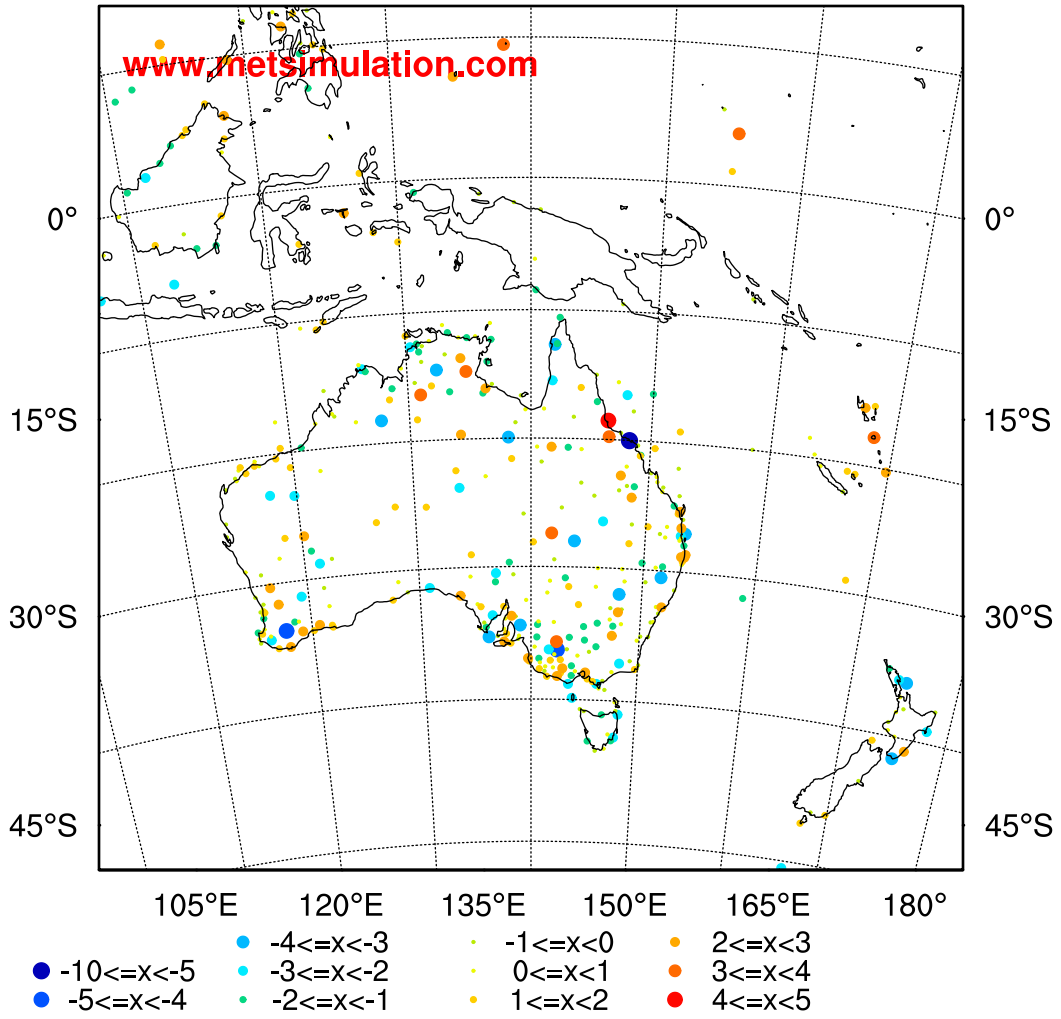 www.metsimulation.com
0° 0°
15°S 15°S
30°S 30°S
45°S 45°S
105°E 120°E 135°E 150°E 165°E 180°
-4<=x<-3 -1<=x<0 2<=x<3
-10<=x<-5 -3<=x<-2 0<=x<1 3<=x<4
-5<=x<-4 -2<=x<-1 1<=x<2 4<=x<5